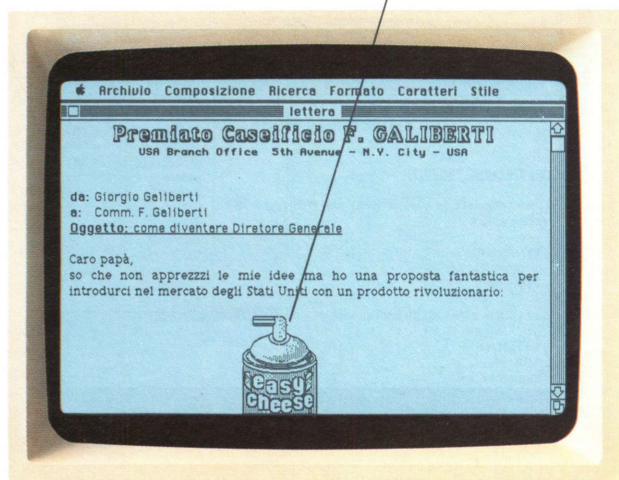 Archivio Composizione Ricerca Formato Caratteri Stile
lettera
Premiato Caseificio F. GALIBERTI
USA Branch Office 5th Avenue - N.Y. City - USA
da: Giorgio Galiberti
a: Comm. F. Galiberti
Oggetto: come diventare Diretore Generale
Caro papà,
so che non apprezzzi le mie idee ma ho una proposta fantastica per
introdurci nel mercato degli Stati Uniti con un prodotto rivoluzionario:
easy
cheese